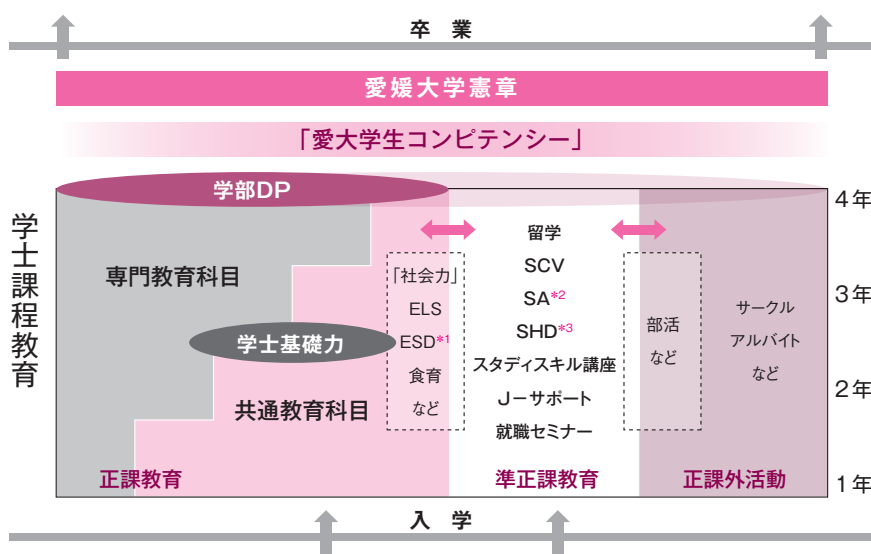 卒 業
愛媛大学憲章
「愛大学生コンピテンシー」
学部DP
学士課程教育
専門教育科目
学士基礎力
共通教育科目
正課教育
「社会力」
ELS
ESD*1
食育
など
留学
SCV
SA*2
SHD*3
スタディスキル講座
J－サポート
就職セミナー
準正課教育
部活
など
サークル
アルバイト
など
正課外活動
4年
3年
2年
1年
入 学